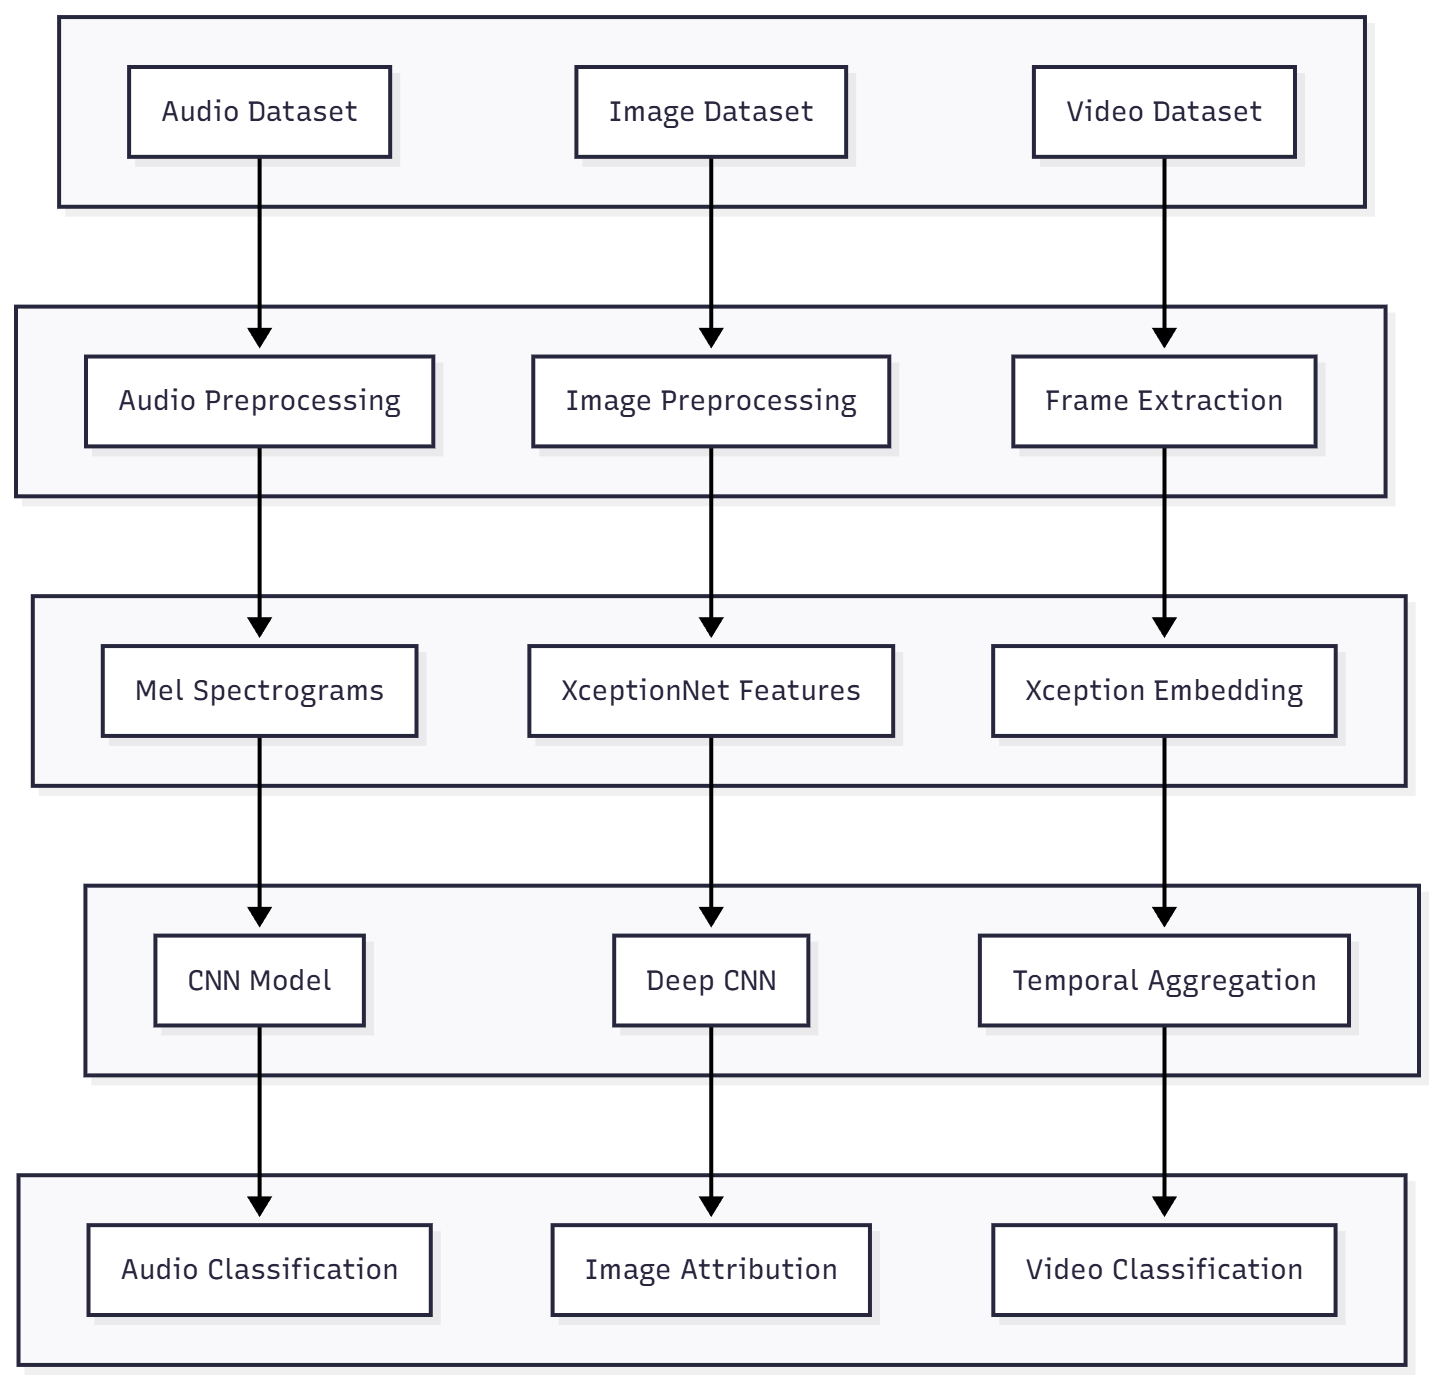 Audio Dataset
Image Dataset
Video Dataset
Audio Preprocessing
Image Preprocessing
Frame Extraction
Mel Spectrograms
XceptionNet Features
Xception Embedding
CNN Model
Deep CNN
Temporal Aggregation
Audio Classification
Image Attribution
Video Classification